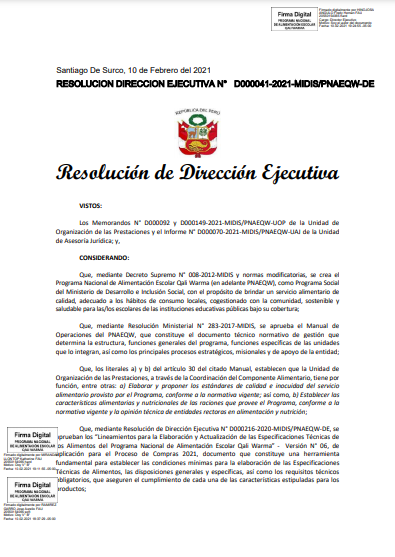 Firma Digital
PROGRAMA NACIONAL
DE ALIMENTACIÓN ESCOLAR
QALI WARMA
Santiago De Surco, 10 de Febrero del 2021
RESOLUCION DIRECCION EJECUTIVA N° D000041-2021-MIDIS/PNAEQW-DE
REPÚBLICA DEL PERÚ
Resolución de Dirección Ejecutiva
VISTOS:
Los Memorandos N° D000092 y D000149-2021-MIDIS/PNAEQW-UOP de la Unidad de
Organización de las Prestaciones y el Informe N° D000070-2021-MIDIS/PNAEQW-UAJ de la Unidad
de Asesoría Jurídica; y,
CONSIDERANDO:
Que, mediante Decreto Supremo N° 008-2012-MIDIS y normas modificatorias, se crea el
Programa Nacional de Alimentación Escolar Qali Warma (en adelante PNAEQW), como Programa Social
del Ministerio de Desarrollo e Inclusión Social, con el propósito de brindar un servicio alimentario de
calidad, adecuado a los hábitos de consumo locales, cogestionado con la comunidad, sostenible y
saludable para las/los escolares de las instituciones educativas públicas bajo su cobertura;
Que, mediante Resolución Ministerial N° 283-2017-MIDIS, se aprueba el Manual de
Operaciones del PNAEQW, que constituye el documento técnico normativo de gestión que
determina la estructura, funciones generales del programa, funciones específicas de las unidades
que lo integran, así como los principales procesos estratégicos, misionales y de apoyo de la entidad;
Que, los literales a) y b) del artículo 30 del citado Manual, establecen que la Unidad de
Organización de las Prestaciones, a través de la Coordinación del Componente Alimentario, tiene por
función, entre otras: a) Elaborar y proponer los estándares de calidad e inocuidad del servicio
alimentario provisto por el Programa, conforme a la normativa vigente; así como, b) Establecer las
características alimentarias y nutricionales de las raciones que provee el Programa, conforme a la
normativa vigente y la opinión técnica de entidades rectoras en alimentación y nutrición;
Que, mediante Resolución de Dirección Ejecutiva N° D000216-2020-MIDIS/PNAEQW-DE, se
aprueban los "Lineamientos para la Elaboración y Actualización de las Especificaciones Técnicas de
los Alimentos del Programa Nacional de Alimentación Escolar Qali Warma" - Versión N° 06, de
aplicación para el Proceso de Compras 2021, documento que constituye una herramienta
fundamental para establecer las condiciones mínimas para la elaboración de las Especificaciones
Técnicas de Alimentos, las disposiciones generales y específicas, así como los requisitos técnicos
obligatorios, que aseguren el cumplimiento de cada una de las características estipuladas para los
productos;
Firma Digital
PROGRAMA NACIONAL
DE ALIMENTACIÓN ESCOLAR
QALI WARMA
Firma Digital
PROGRAMA NACIONAL
DE ALIMENTACIÓN ESCOLAR
QALI WARMA